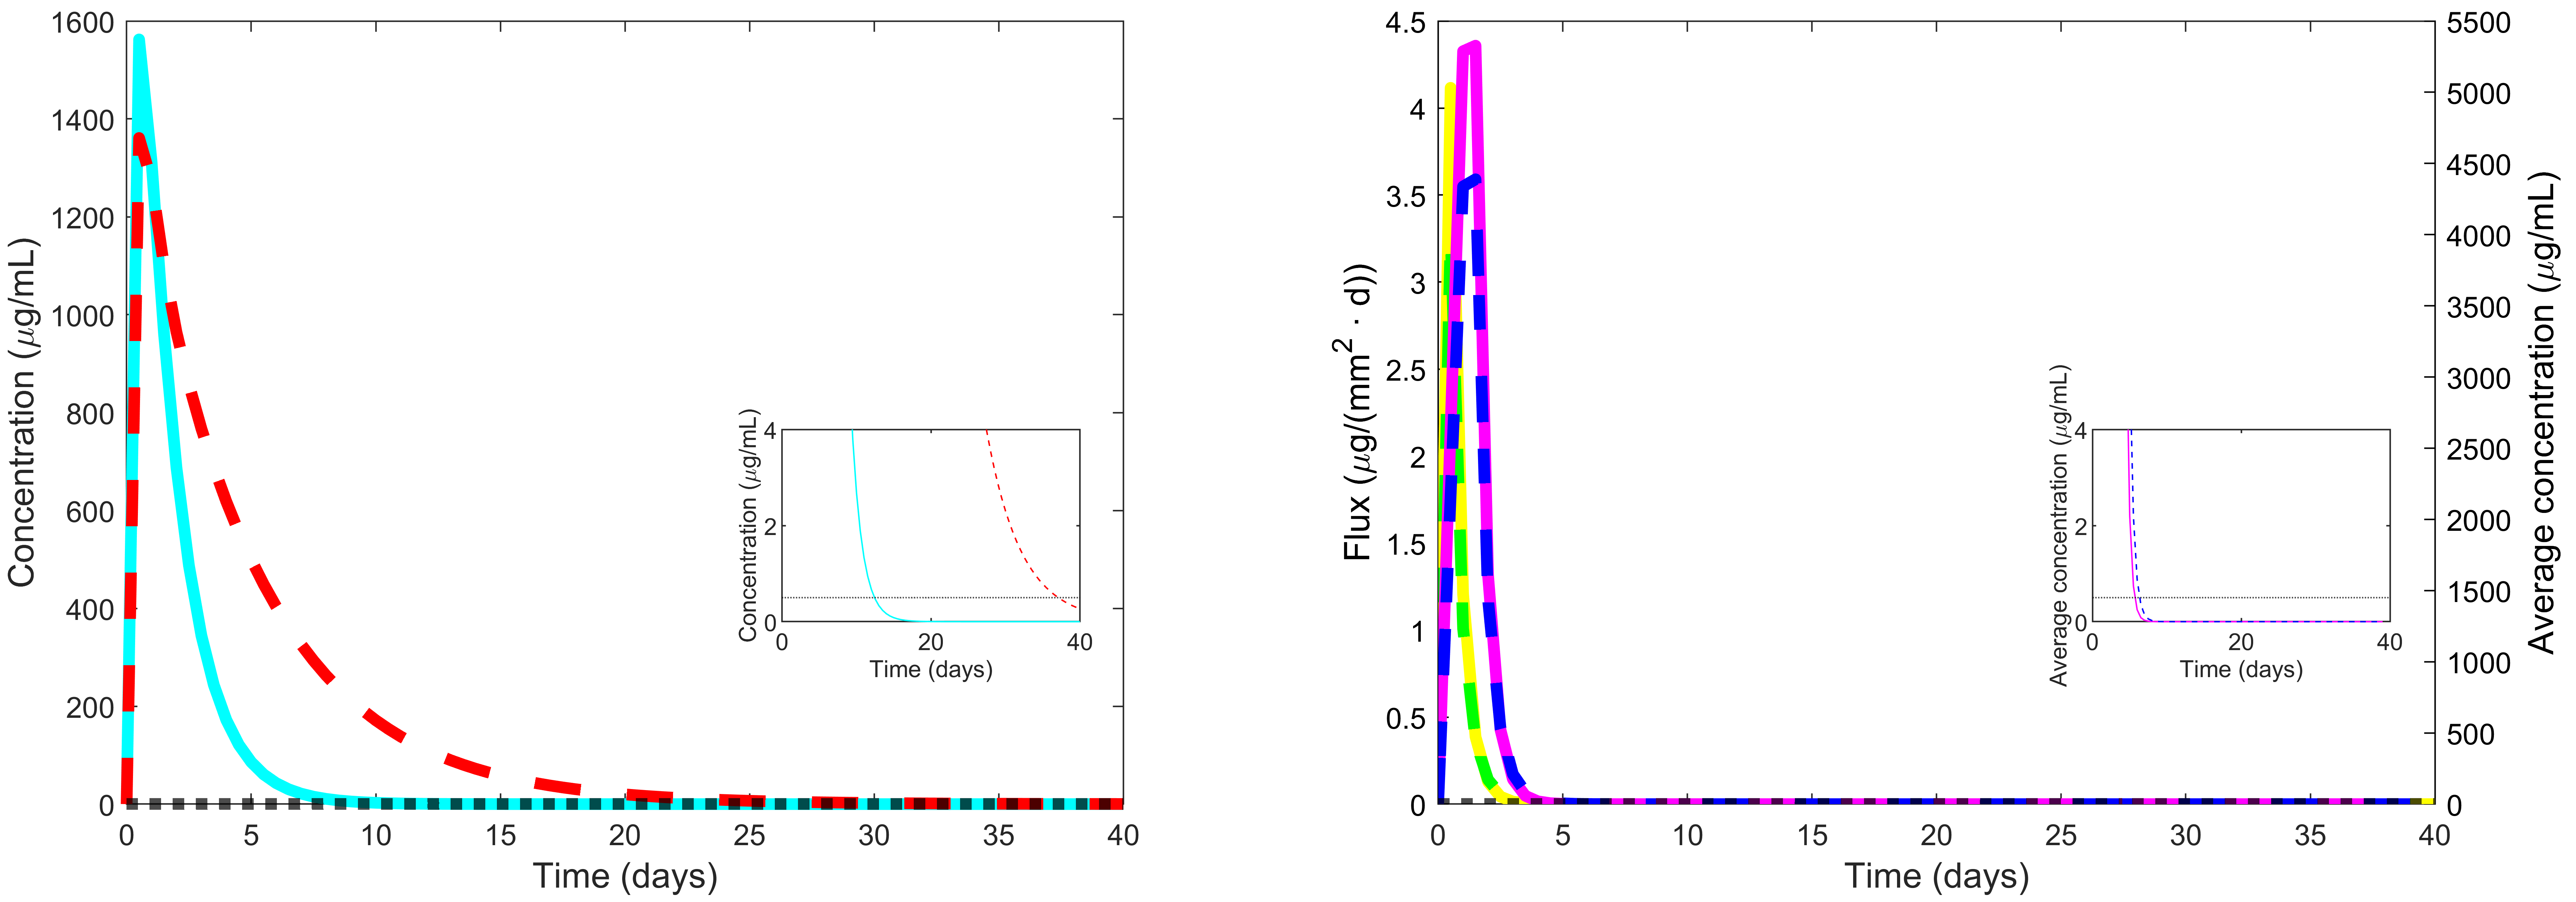 1600
1400
1200
1000
800
600
400
200
0
Concentration (μg/mL)
0 5 10 15 20 25 30 35 40
Time (days)
4
2
0
Concentration (μg/mL)
0 20 40
Time (days)
4.5
4
3.5
3
2.5
2
1.5
1
0.5
0
Flux (μg/(mm² · d))
0 5 10 15 20 25 30 35 40
Time (days)
4
2
0
Average concentration (μg/mL)
0 20 40
Time (days)
5500
5000
4500
4000
3500
3000
2500
2000
1500
1000
500
0
Average concentration (μg/mL)